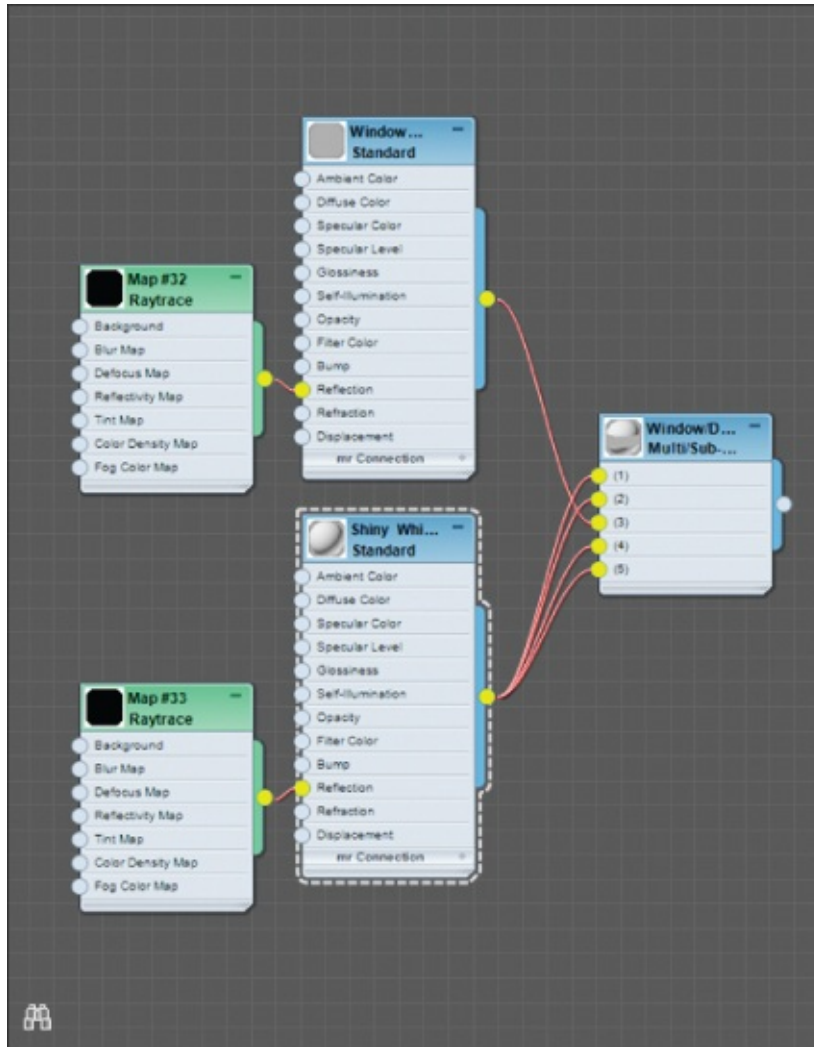 Window...
Standard
Ambient Color
Diffuse Color
Specular Color
Specular Level
Glossiness
Self-Illumination
Opacity
Filter Color
Bump
Reflection
Refraction
Displacement
mr Connection
Map #32
Raytrace
Background
Blur Map
Defocus Map
Reflectivity Map
Tint Map
Color Density Map
Fog Color Map
Window/D...
Multi/Sub-...
(1)
(2)
(3)
(4)
(5)
Shiny Whi...
Standard
Ambient Color
Diffuse Color
Specular Color
Specular Level
Glossiness
Self-Illumination
Opacity
Filter Color
Bump
Reflection
Refraction
Displacement
mr Connection
Map #33
Raytrace
Background
Blur Map
Defocus Map
Reflectivity Map
Tint Map
Color Density Map
Fog Color Map